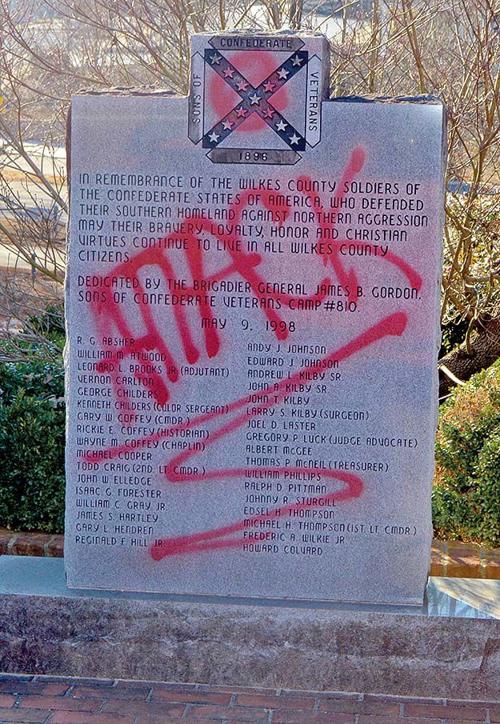 CONFEDERATE
SONS OF
VETERANS
1896
IN REMEMBRANCE OF THE WILKES COUNTY SOLDIERS OF
THE CONFEDERATE STATES OF AMERICA, WHO DEFENDED
THEIR SOUTHERN HOMELAND AGAINST NORTHERN AGGRESSION
MAY THEIR BRAVERY, LOYALTY, HONOR AND CHRISTIAN
VIRTUES CONTINUE TO LIVE IN ALL WILKES COUNTY
CITIZENS.
DEDICATED BY THE BRIGADIER GENERAL JAMES B. GORDON,
SONS OF CONFEDERATE VETERANS CAMP #810.
MAY 9, 1998
R. G. ABSHER
WILLIAM M. ATWOOD
LEONARD L. BROOKS JR. (ADJUTANT)
VERNON CARLTON
GEORGE CHILDERS
KENNETH CHILDERS (COLOR SERGEANT)
GARY W. COFFEY (CMDR.)
RICKIE E. COFFEY (HISTORIAN)
WAYNE M. COFFEY (CHAPLIN)
MICHAEL COOPER
TODD CRAIG (2ND. LT. CMDR.)
JOHN W. ELLEDGE
ISAAC G. FORESTER
WILLIAM C. GRAY JR.
JAMES S. HARTLEY
GARY L. HENDREN
REGINALD F. HILL JR.
ANDY J. JOHNSON
EDWARD J. JOHNSON
ANDREW L. KILBY SR.
JOHN A. KILBY SR.
JOHN T. KILBY
LARRY S. KILBY (SURGEON)
JOEL D. LASTER
GREGORY P. LUCK (JUDGE ADVOCATE)
ALBERT MCGEE
THOMAS P. MCNEIL (TREASURER)
WILLIAM PHILLIPS
RALPH D. PITTMAN
JOHNNY R. STURGILL
EDSEL H. THOMPSON
MICHAEL H. THOMPSON (1ST. LT. CMDR.)
FREDERIC A. WILKIE JR.
HOWARD COLVARD